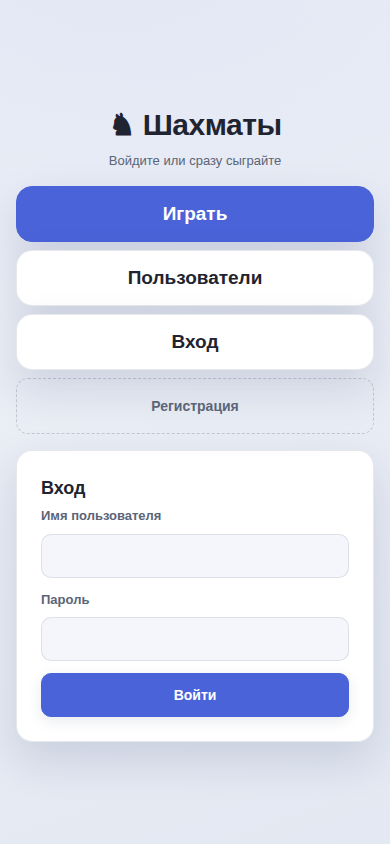 ♞ Шахматы
Войдите или сразу сыграйте
Играть
Пользователи
Вход
Регистрация
Вход
Имя пользователя
Пароль
Войти